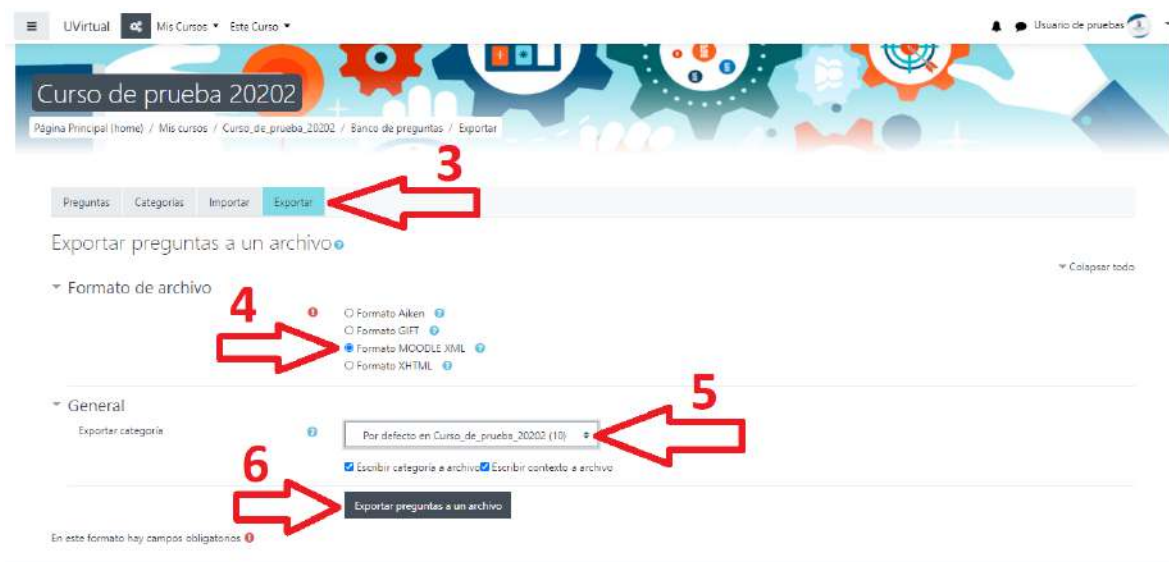 UVirtual Mis Cursos Este Curso Usuario de pruebas
Curso de prueba 20202
Página Principal (home) / Mis cursos / Curso_de_prueba_20202 / Banco de preguntas / Exportar
3
Preguntas Categorías Importar Exportar
Exportar preguntas a un archivo
Colapsar todo
Formato de archivo
4
Formato Aiken
Formato GIFT
Formato MOODLE XML
Formato XHTML
General
5
Exportar categoría
Por defecto en Curso_de_prueba_20202 (10)
Escribir categoría a archivo Escribir contexto a archivo
6
Exportar preguntas a un archivo
En este formato hay campos obligatorios